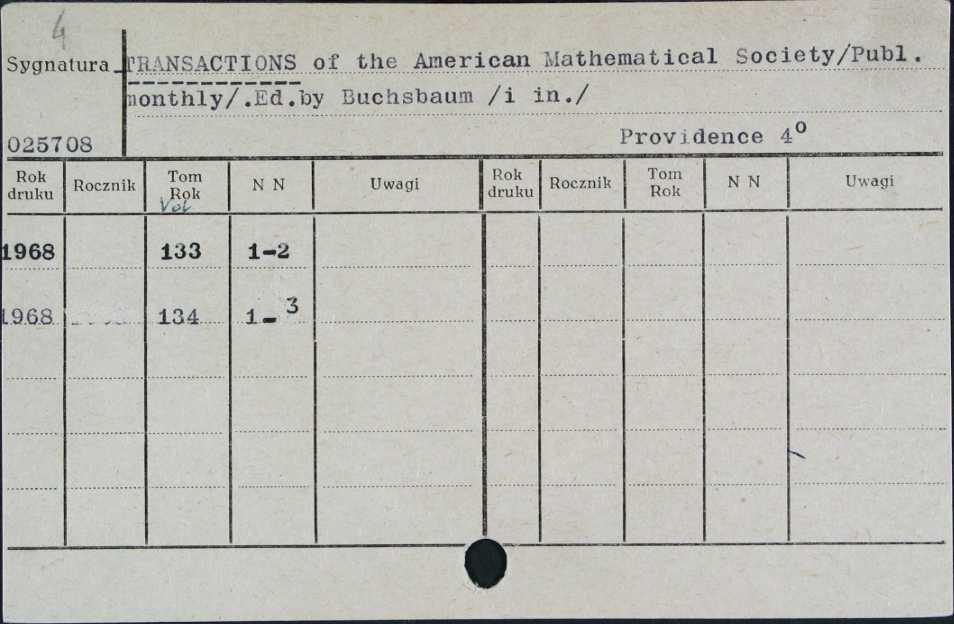 4
Sygnatura TRANSACTIONS of the American Mathematical Society/Publ.
monthly/.Ed.by Buchsbaum /i in./
025708 Providence 4º
Rok druku Rocznik Tom Rok Vol N N Uwagi Rok druku Rocznik Tom Rok N N Uwagi
1968 133 1-2
1968 134 1-3